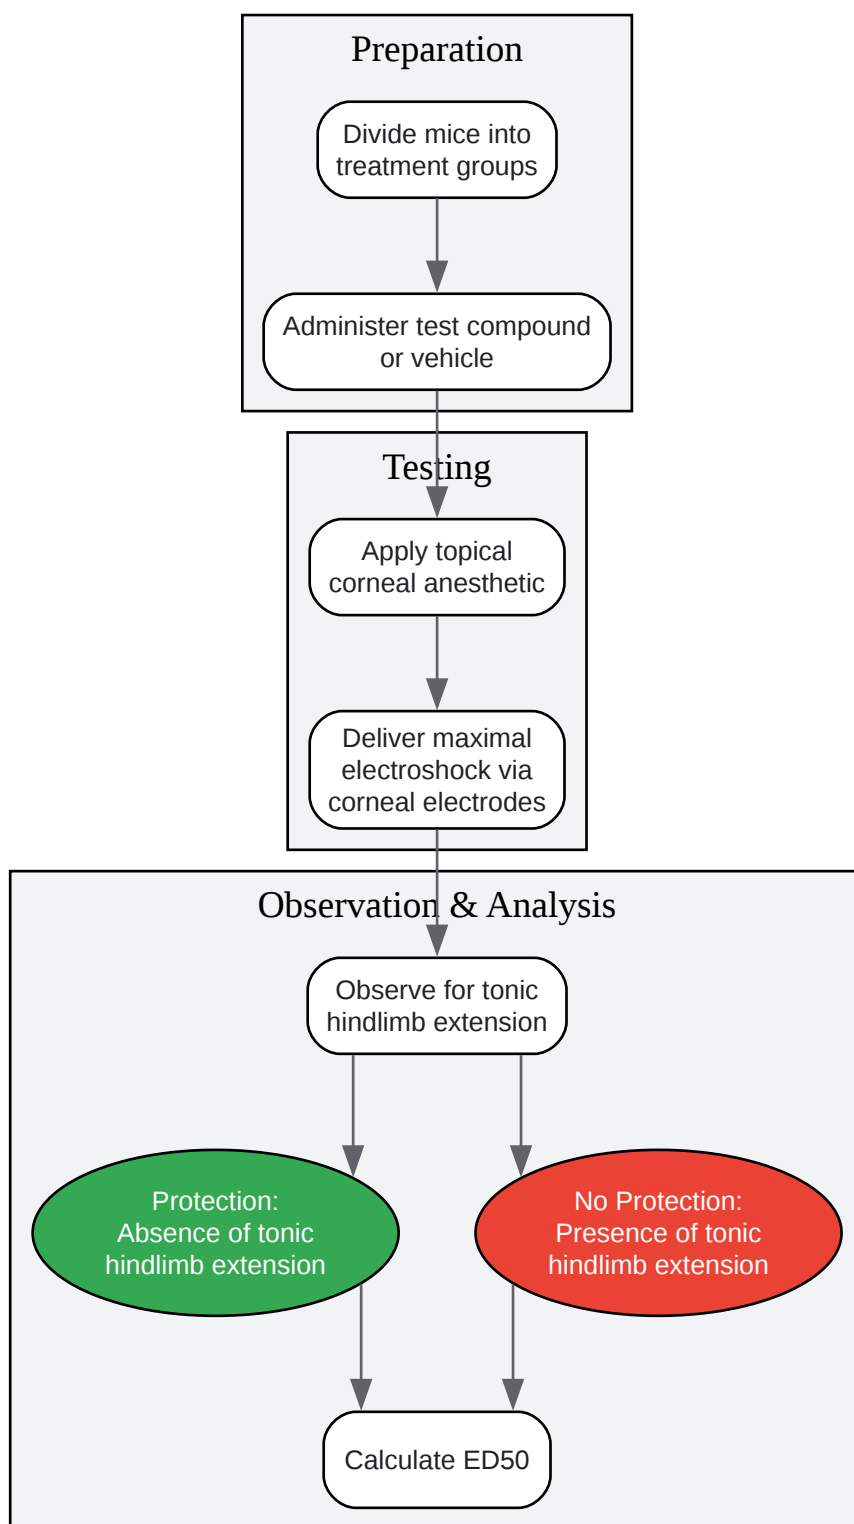 Preparation
Divide mice into
treatment groups
Administer test compound
or vehicle
Testing
Apply topical
corneal anesthetic
Deliver maximal
electroshock via
corneal electrodes
Observation & Analysis
Observe for tonic
hindlimb extension
Protection:
Absence of tonic
hindlimb extension
No Protection:
Presence of tonic
hindlimb extension
Calculate ED50